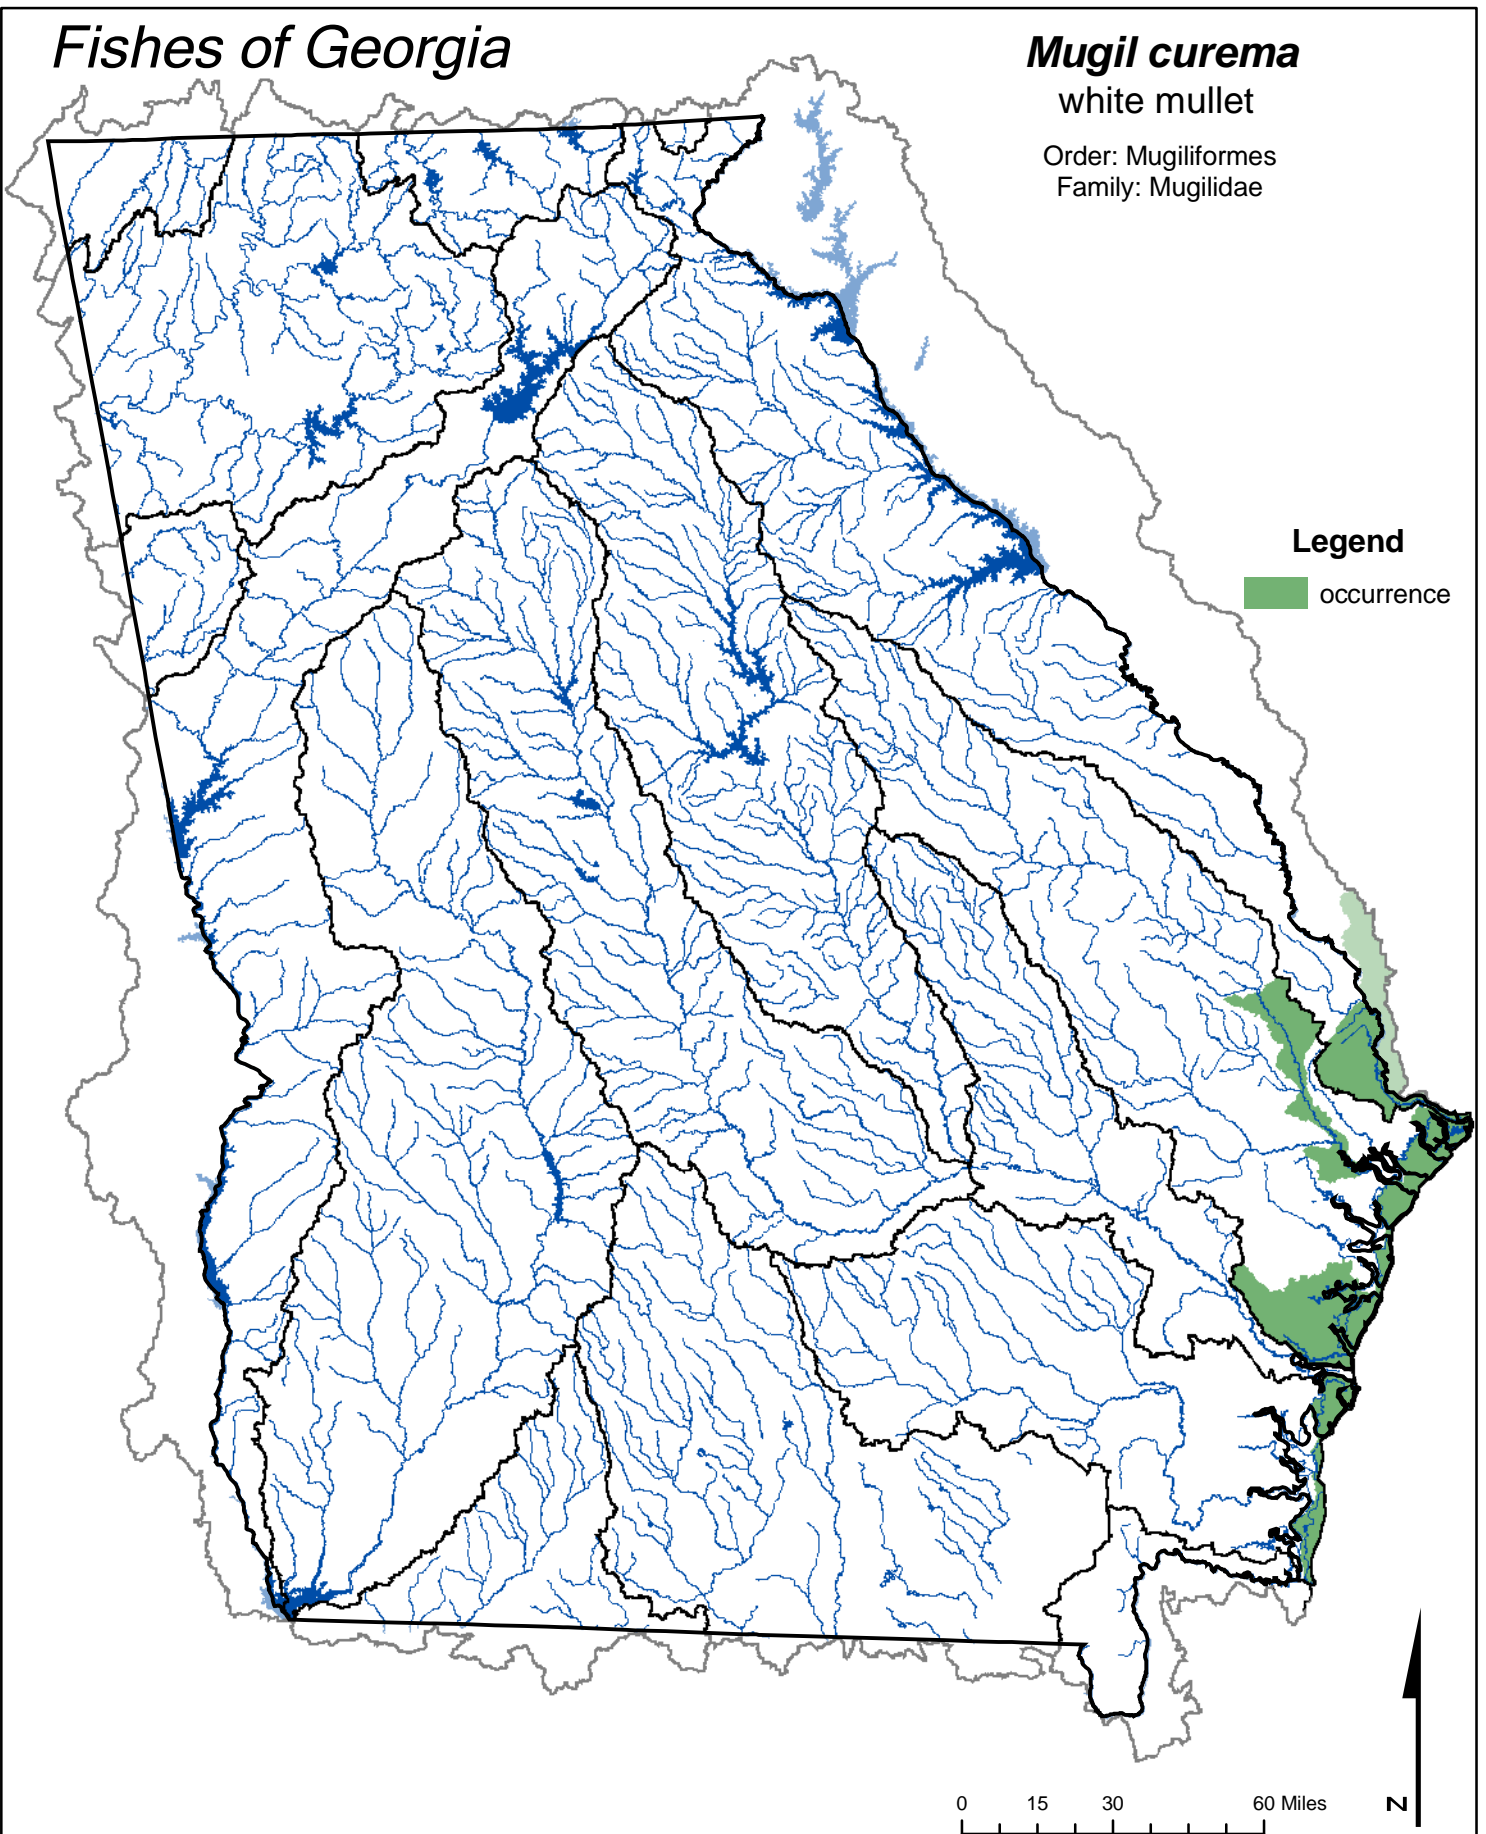 Fishes of Georgia
Mugil curema
white mullet
Order: Mugiliformes
Family: Mugilidae
Legend
occurrence
0 15 30 60 Miles
N